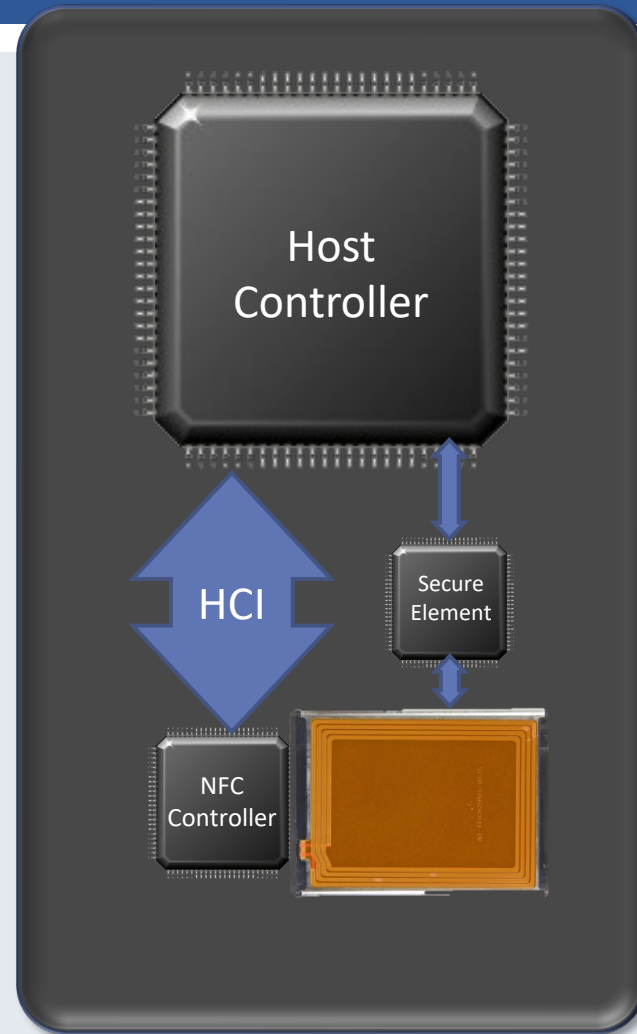 Host
Controller
HCI
Secure
Element
NFC
Controller